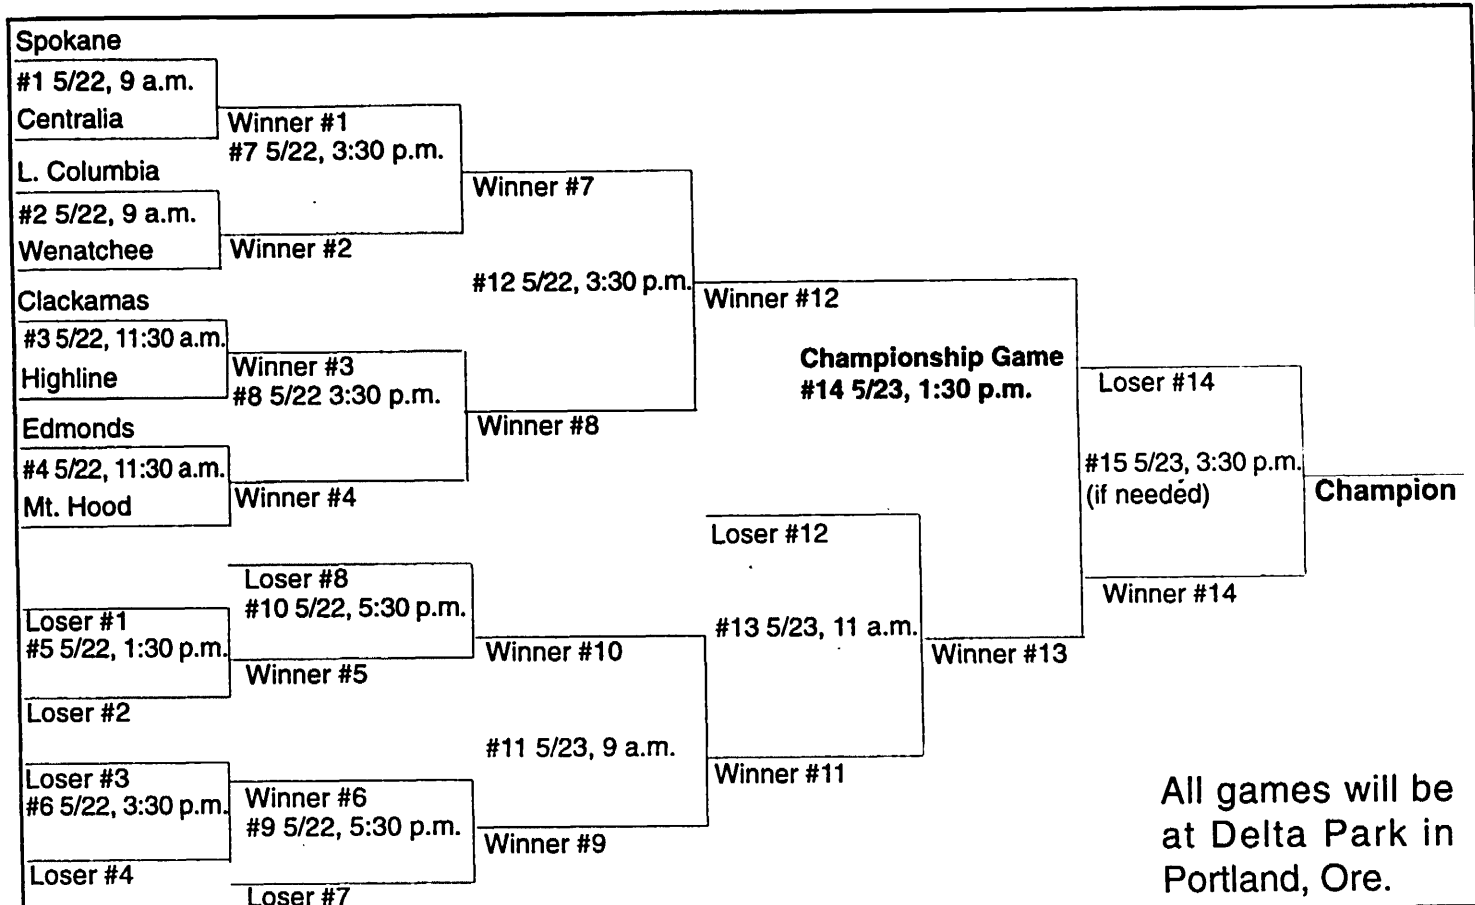 Spokane
#1 5/22, 9 a.m.
Centralia
Winner #1
#7 5/22, 3:30 p.m.
L. Columbia
#2 5/22, 9 a.m.
Wenatchee
Winner #2
Winner #7
#12 5/22, 3:30 p.m.
Clackamas
#3 5/22, 11:30 a.m.
Highline
Winner #3
#8 5/22 3:30 p.m.
Edmonds
#4 5/22, 11:30 a.m.
Mt. Hood
Winner #4
Winner #8
Winner #12
Championship Game
#14 5/23, 1:30 p.m.
Loser #14
#15 5/23, 3:30 p.m.
(if needed)
Champion
Winner #14
Loser #12
#13 5/23, 11 a.m.
Winner #13
Loser #8
#10 5/22, 5:30 p.m.
Loser #1
#5 5/22, 1:30 p.m.
Winner #5
Loser #2
Winner #10
#11 5/23, 9 a.m.
Winner #11
Loser #3
#6 5/22, 3:30 p.m.
Winner #6
#9 5/22, 5:30 p.m.
Winner #9
Loser #4
Loser #7
All games will be
at Delta Park in
Portland, Ore.